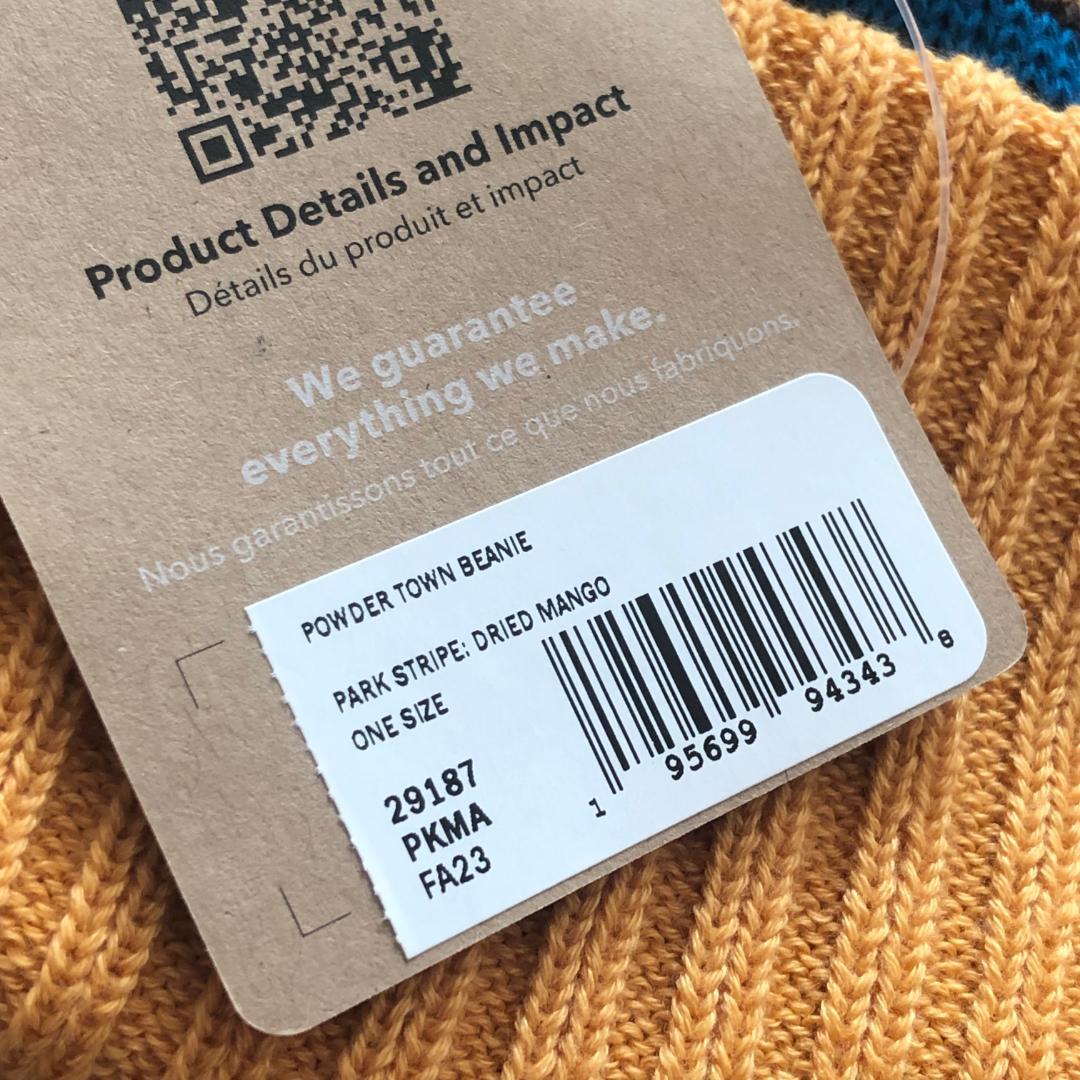 Product Details and Impact
Détails du produit et impact
We guarantee
everything we make.
Nous garantissons tout ce que nous fabriquons.
POWDER TOWN BEANIE
PARK STRIPE: DRIED MANGO
ONE SIZE
29187
PKMA
FA23
1 95699 94343 8